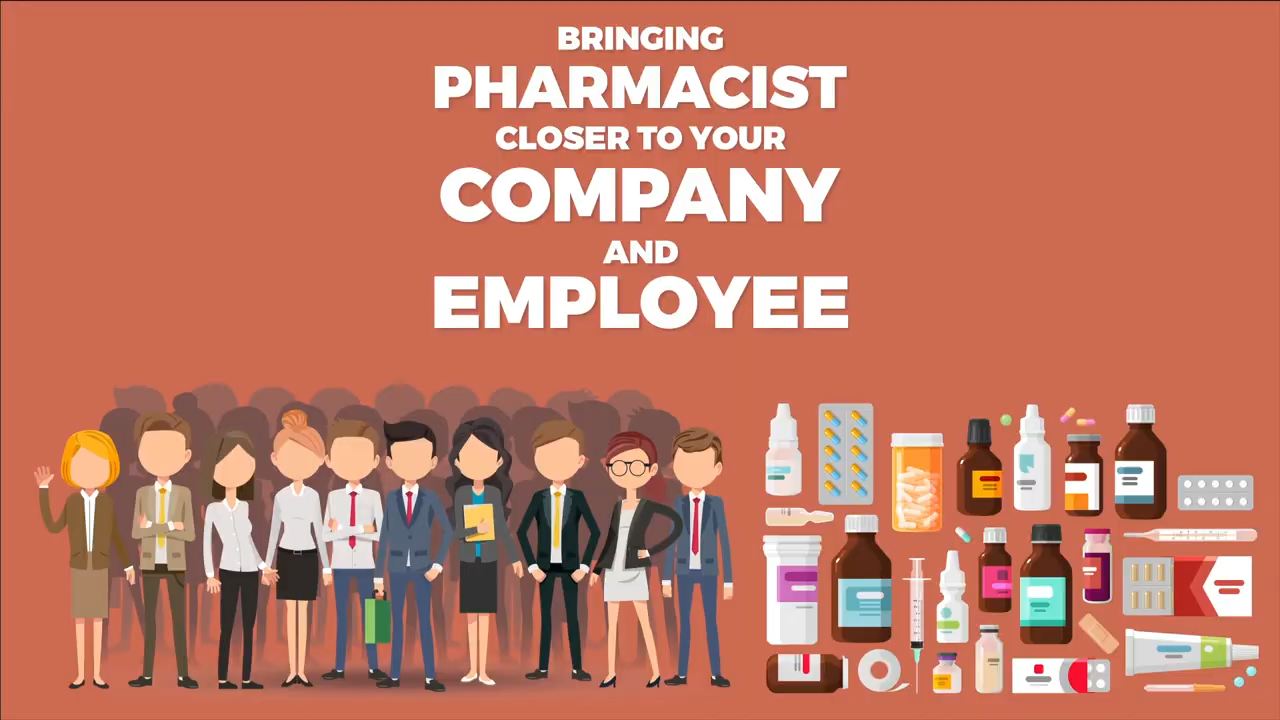 BRINGING
PHARMACIST
CLOSER TO YOUR
COMPANY
AND
EMPLOYEE